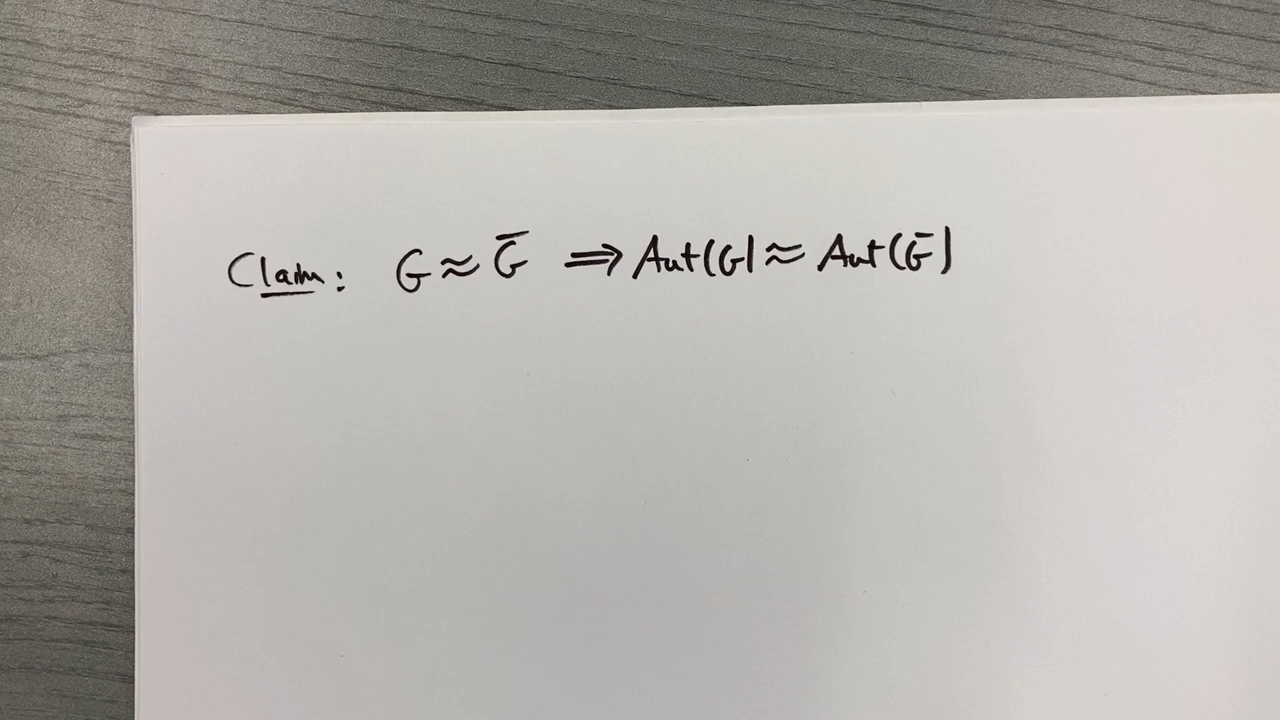 Claim: G ≈ G̅ ⇒ Aut(G) ≈ Aut(G̅)